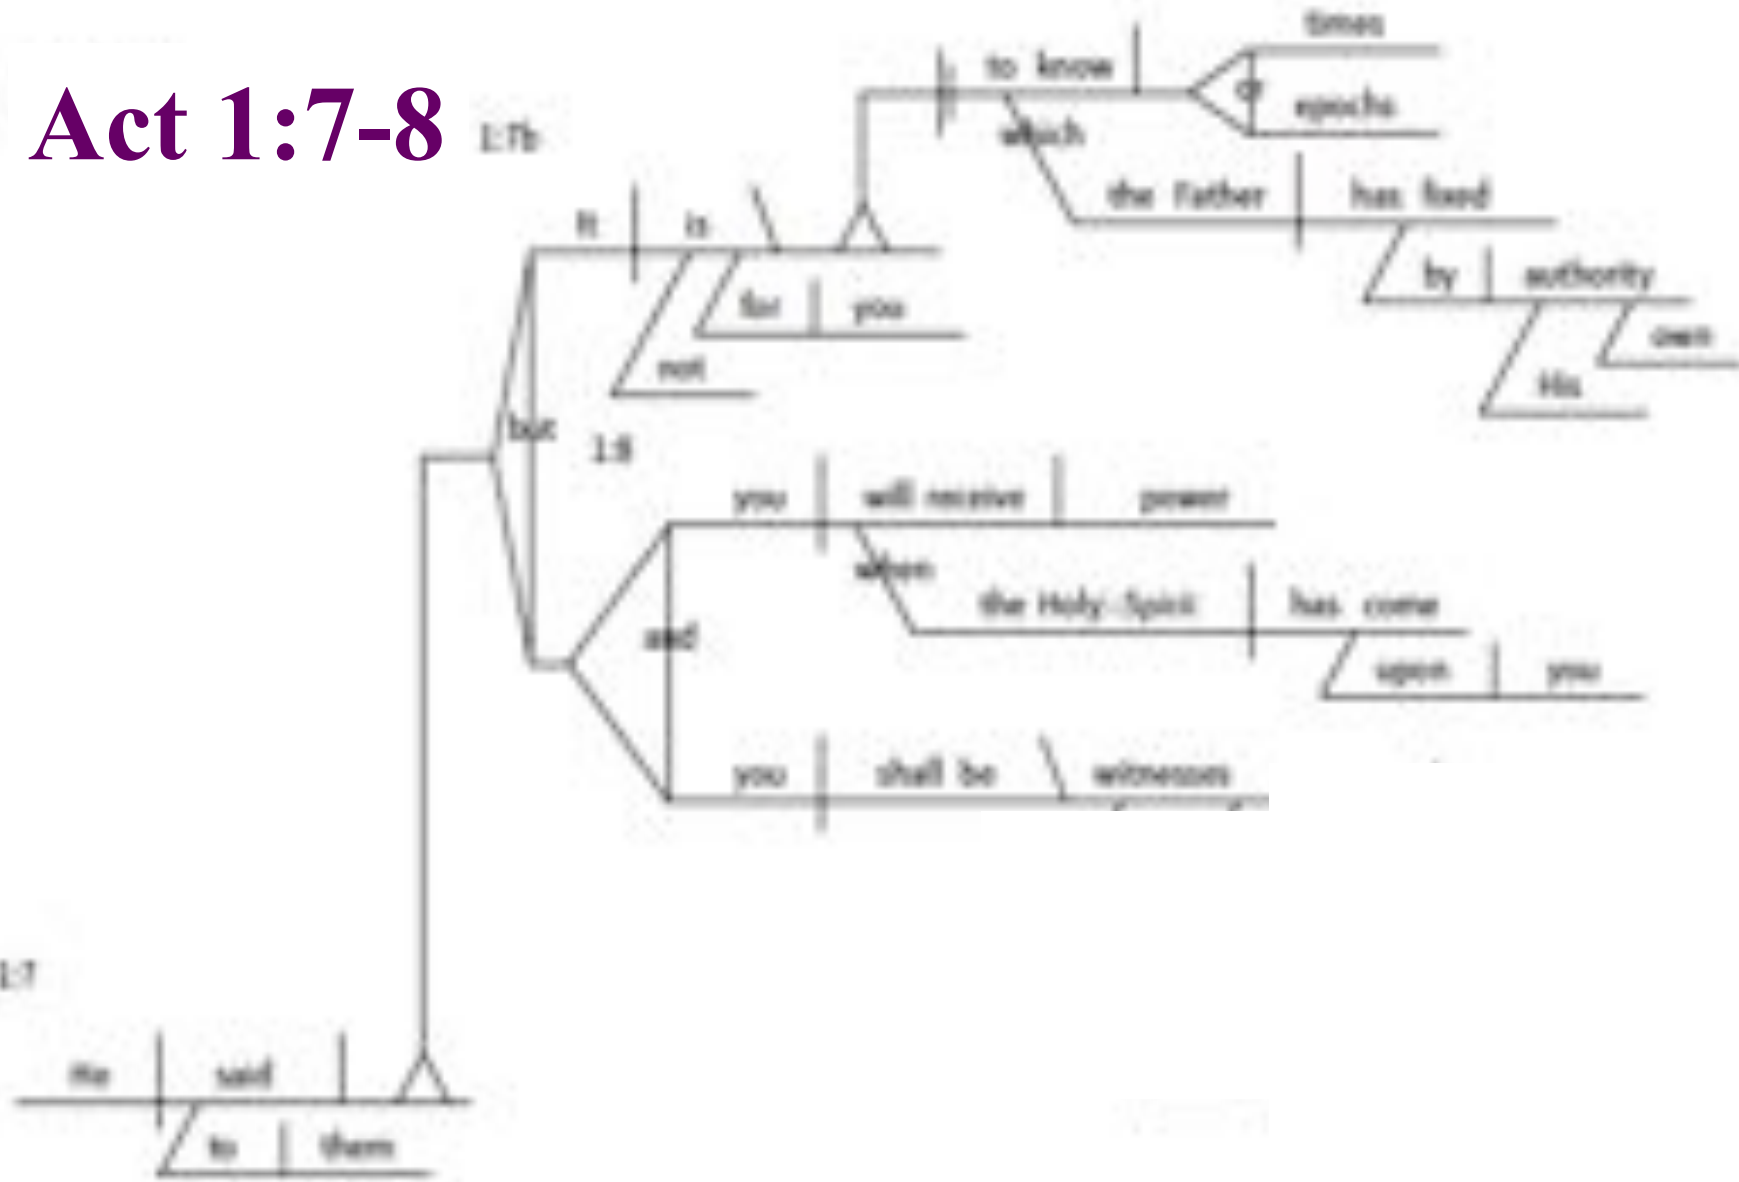 Act 1:7-8
1:7b
to know
times
or
epochs
which
the Father has fixed
by authority
own
His
It is
for you
not
but
1:8
you will receive power
when
the Holy-Spirit has come
upon you
and
you shall be witnesses
1:7
He said
to them